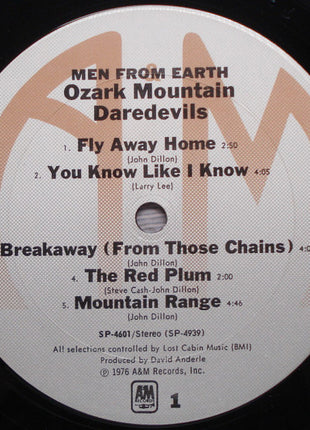 MEN FROM EARTH
Ozark Mountain
Daredevils
1. Fly Away Home 2:50
(John Dillon)
2. You Know Like I Know 4:05
(Larry Lee)
Breakaway (From Those Chains) 4:0
(John Dillon)
4. The Red Plum 2:00
(Steve Cash-John Dillon)
5. Mountain Range 4:46
(John Dillon)
SP-4601/Stereo (SP-4939)
All selections controlled by Lost Cabin Music (BMI)
Produced by David Anderle
℗ 1976 A&M Records, Inc.
A&M
RECORDS
1